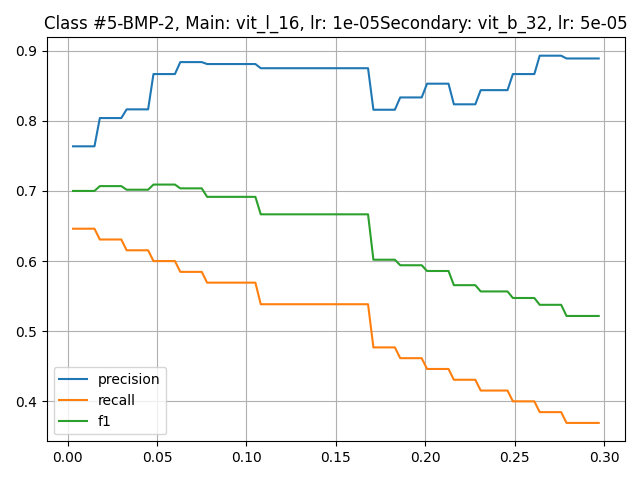 Class #5-BMP-2, Main: vit_l_16, lr: 1e-05Secondary: vit_b_32, lr: 5e-05
0.9
0.8
0.7
0.6
0.5
0.4
precision
recall
f1
0.00 0.05 0.10 0.15 0.20 0.25 0.30